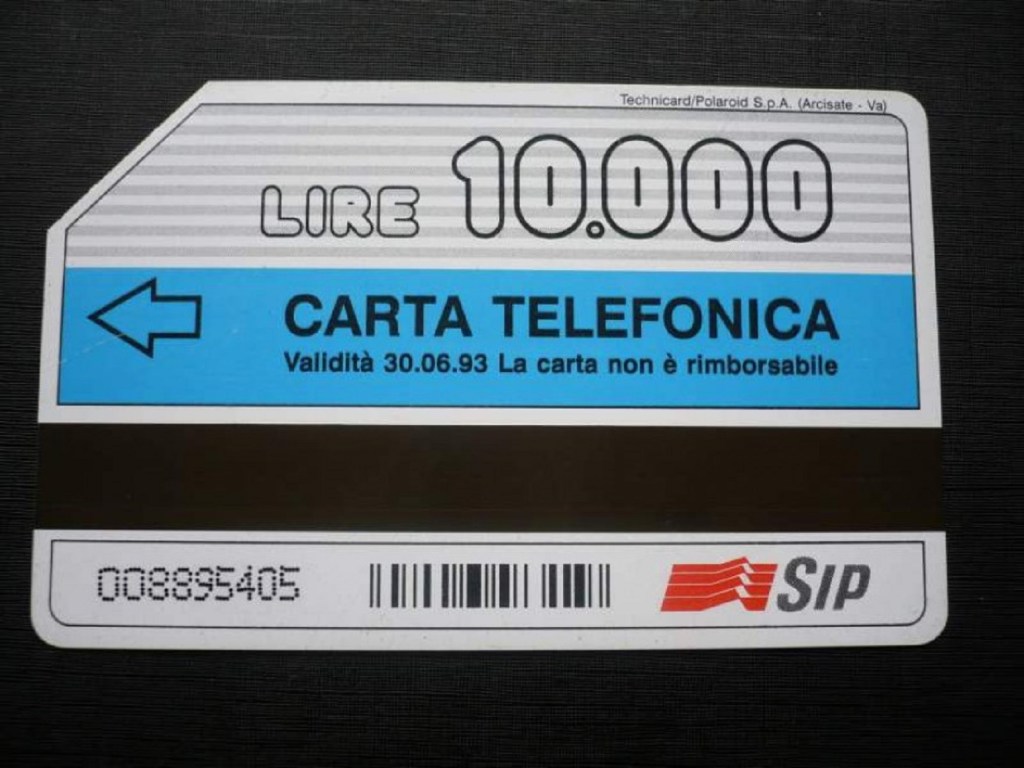 Technicard/Polaroid S.p.A. (Arcisate - Va)
LIRE 10.000
CARTA TELEFONICA
Validità 30.06.93 La carta non è rimborsabile
008895405
SIP